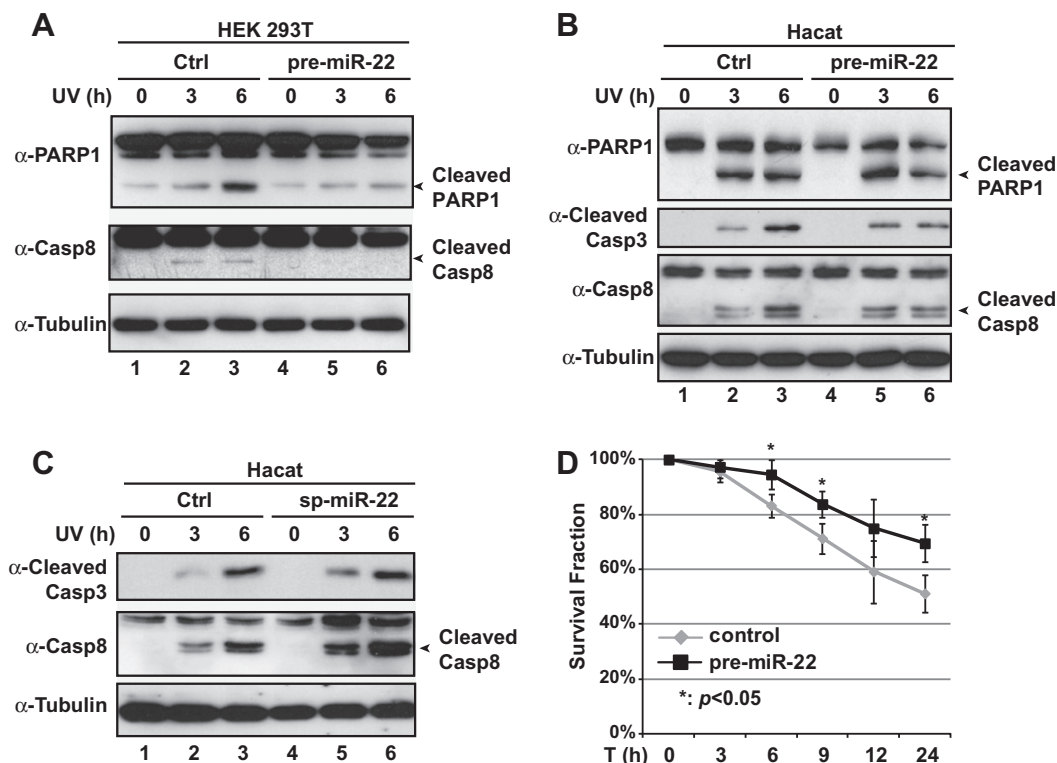 A
HEK 293T
Ctrl pre-miR-22
UV (h) 0 3 6 0 3 6
α-PARP1
Cleaved
PARP1
α-Casp8
Cleaved
Casp8
α-Tubulin
1 2 3 4 5 6
B
Hacat
Ctrl pre-miR-22
UV (h) 0 3 6 0 3 6
α-PARP1
Cleaved
PARP1
α-Cleaved
Casp3
α-Casp8
Cleaved
Casp8
α-Tubulin
1 2 3 4 5 6
C
Hacat
Ctrl sp-miR-22
UV (h) 0 3 6 0 3 6
α-Cleaved
Casp3
α-Casp8
Cleaved
Casp8
α-Tubulin
1 2 3 4 5 6
D
Survival Fraction
100%
80%
60%
40%
20%
0%
* * *
control
pre-miR-22
*: p<0.05
T (h) 0 3 6 9 12 24